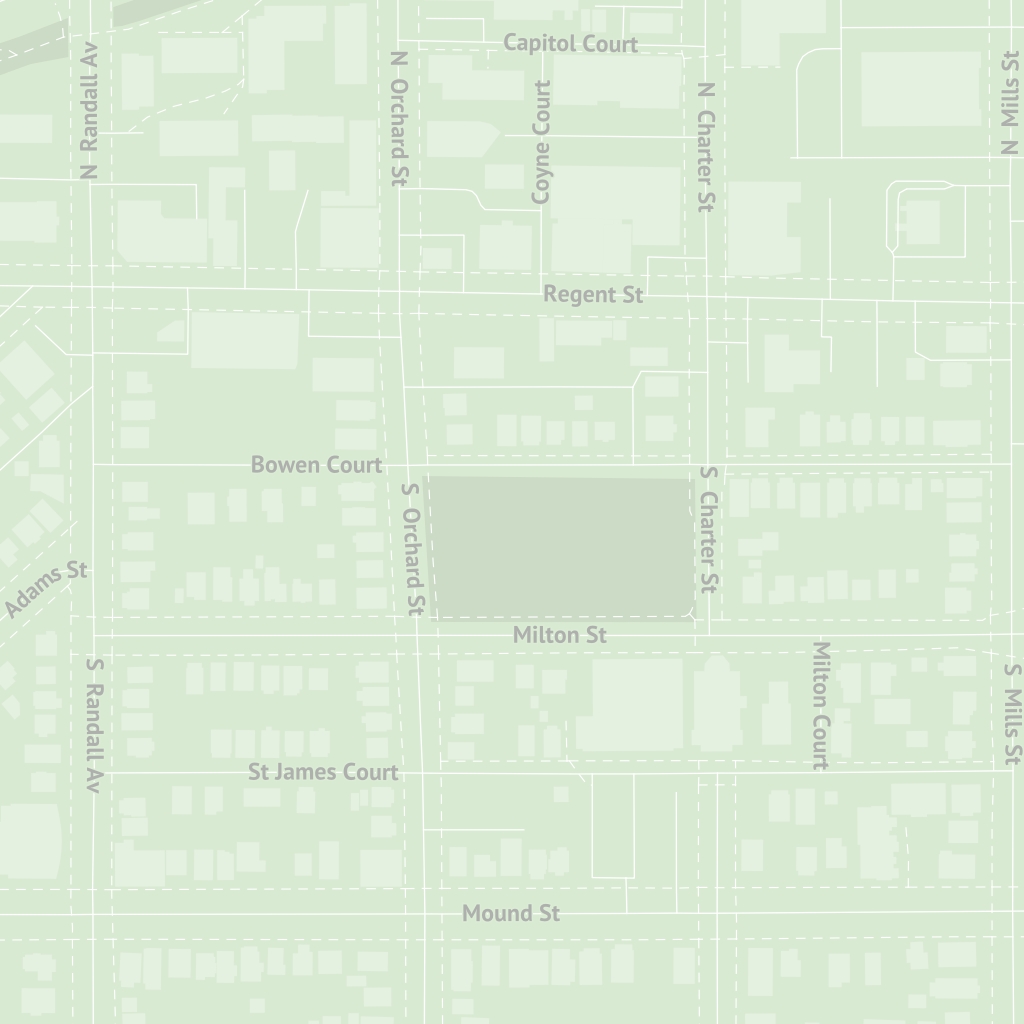 Capitol Court
N Randall Av
N Orchard St
Coyne Court
N Charter St
N Mills St
Regent St
Bowen Court
S Orchard St
S Charter St
Adams St
Milton St
S Randall Av
Milton Court
S Mills St
St James Court
Mound St